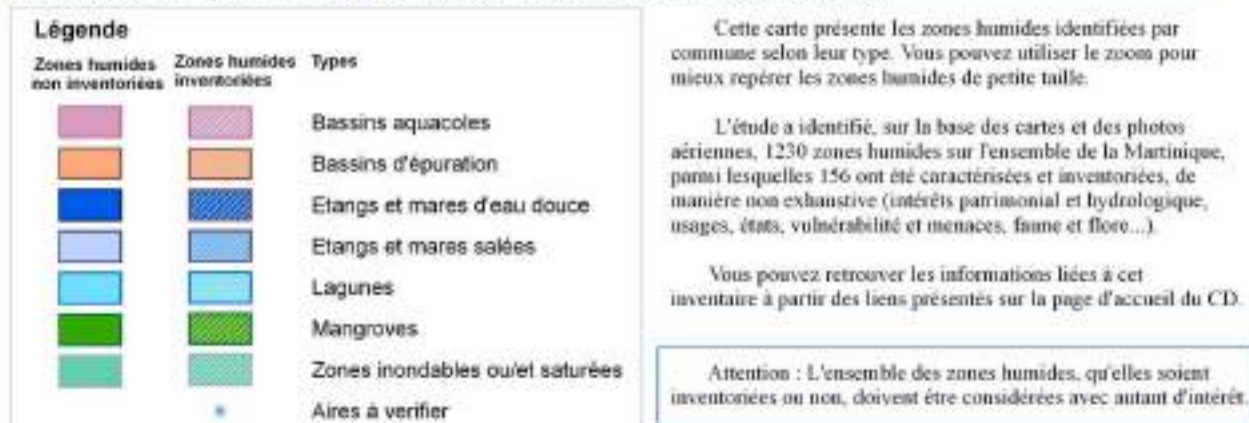 Légende
Zones humides non inventoriées
Zones humides inventoriées
Types
Bassins aquacoles
Bassins d'épuration
Etangs et mares d'eau douce
Etangs et mares salées
Lagunes
Mangroves
Zones inondables ou/et saturées
Aires à verifier
Cette carte présente les zones humides identifiées par
commune selon leur type. Vous pouvez utiliser le zoom pour
mieux repérer les zones humides de petite taille.
L'étude a identifié, sur la base des cartes et des photos
aériennes, 1230 zones humides sur l'ensemble de la Martinique,
parmi lesquelles 156 ont été caractérisées et inventoriées, de
manière non exhaustive (intérêts patrimonial et hydrologique,
usages, états, vulnérabilité et menaces, faune et flore...).
Vous pouvez retrouver les informations liées à cet
inventaire à partir des liens présentés sur la page d'accueil du CD.
Attention : L'ensemble des zones humides, qu'elles soient
inventoriées ou non, doivent être considérées avec autant d'intérêt.